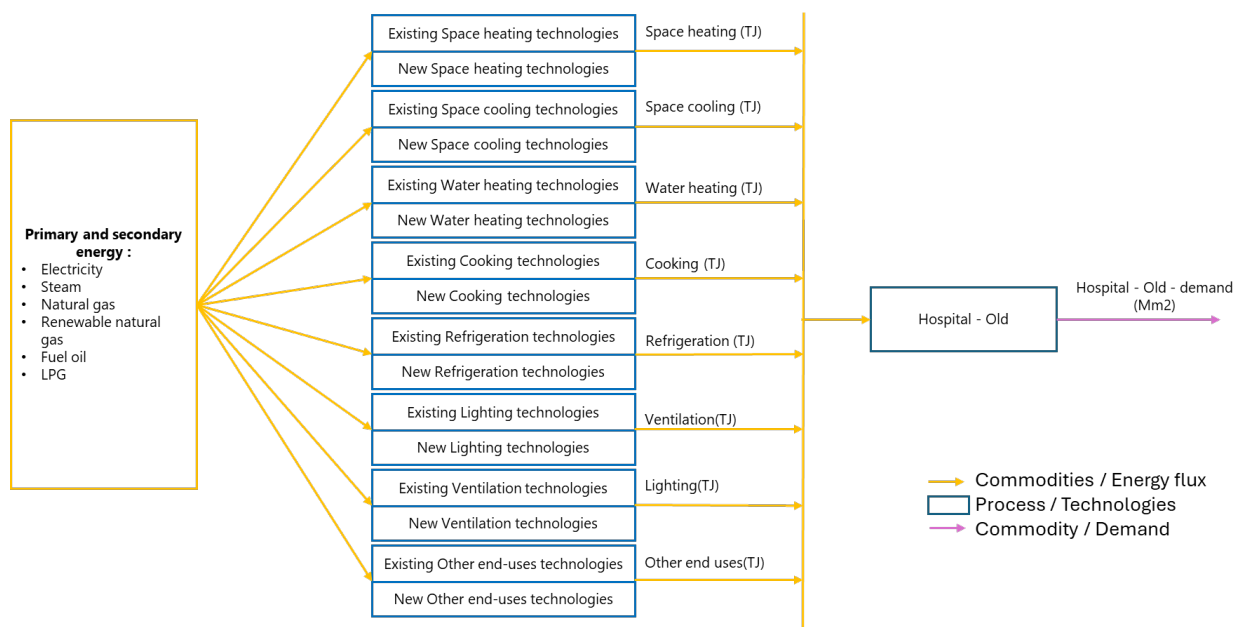 Primary and secondary
energy :
• Electricity
• Steam
• Natural gas
• Renewable natural
gas
• Fuel oil
• LPG
Existing Space heating technologies
New Space heating technologies
Space heating (TJ)
Existing Space cooling technologies
New Space cooling technologies
Space cooling (TJ)
Existing Water heating technologies
New Water heating technologies
Water heating (TJ)
Existing Cooking technologies
New Cooking technologies
Cooking (TJ)
Existing Refrigeration technologies
New Refrigeration technologies
Refrigeration (TJ)
Existing Lighting technologies
New Lighting technologies
Ventilation(TJ)
Existing Ventilation technologies
New Ventilation technologies
Lighting(TJ)
Existing Other end-uses technologies
New Other end-uses technologies
Other end uses(TJ)
Hospital - Old
Hospital - Old - demand
(Mm2)
Commodities / Energy flux
Process / Technologies
Commodity / Demand